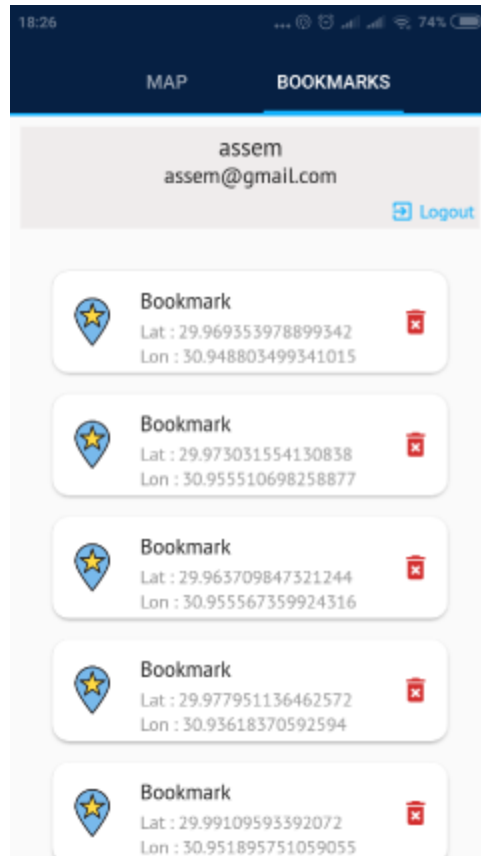 18:26 ... 74%
MAP BOOKMARKS
assem
assem@gmail.com
Logout
Bookmark
Lat : 29.969353978899342
Lon : 30.948803499341015
Bookmark
Lat : 29.973031554130838
Lon : 30.955510698258877
Bookmark
Lat : 29.963709847321244
Lon : 30.955567359924316
Bookmark
Lat : 29.977951136462572
Lon : 30.93618370592594
Bookmark
Lat : 29.99109593392072
Lon : 30.951895751059055